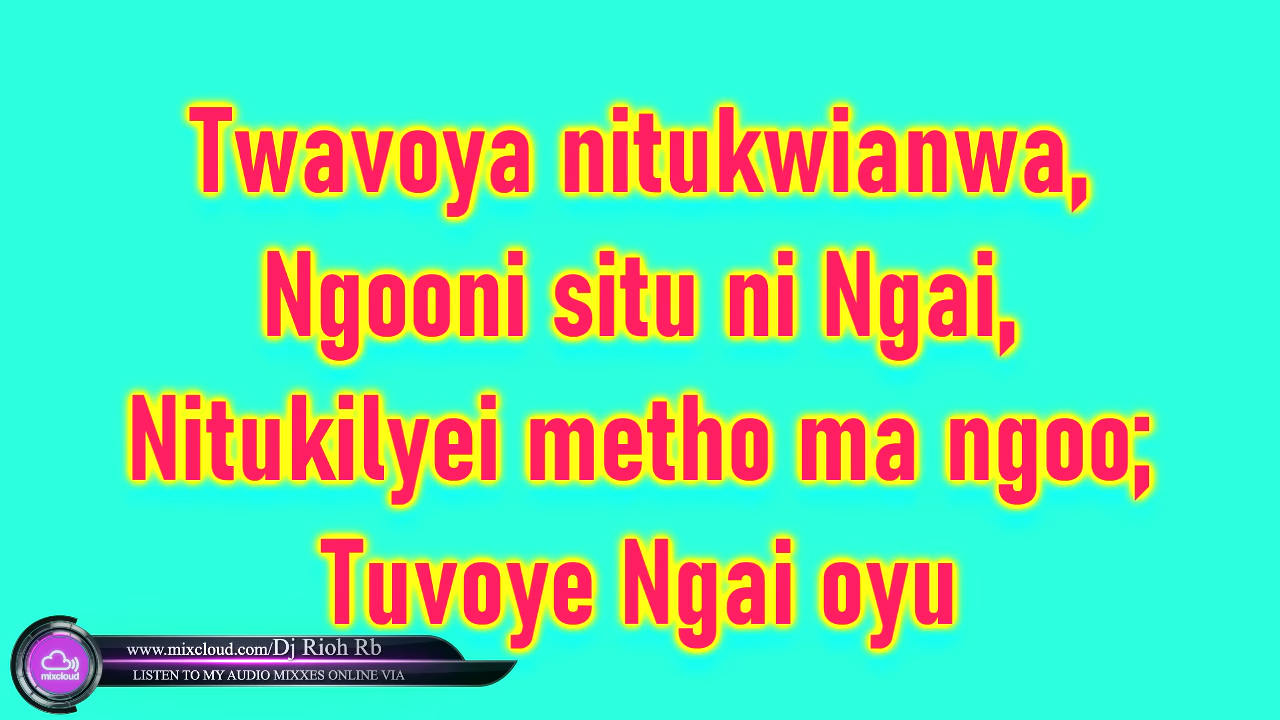 Twavoya nitukwianwa,
Ngooni situ ni Ngai,
Nitukilyei metho ma ngoo;
Tuvoye Ngai oyu
www.mixcloud.com/Dj Rioh Rb
mixcloud
LISTEN TO MY AUDIO MIXXES ONLINE VIA